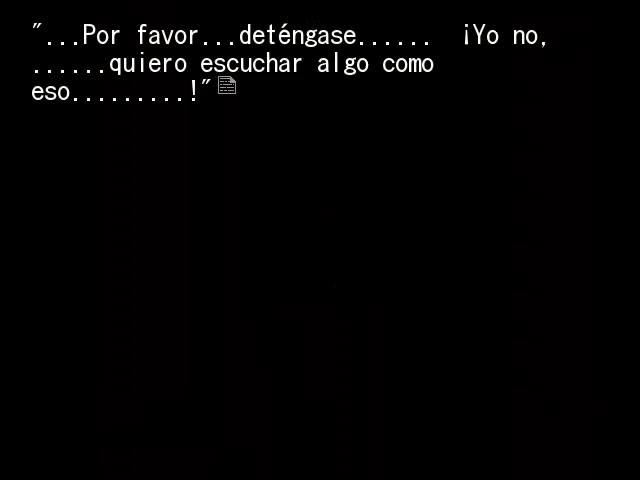 "...Por favor...deténgase...... ¡Yo no,
......quiero escuchar algo como
eso.........!"